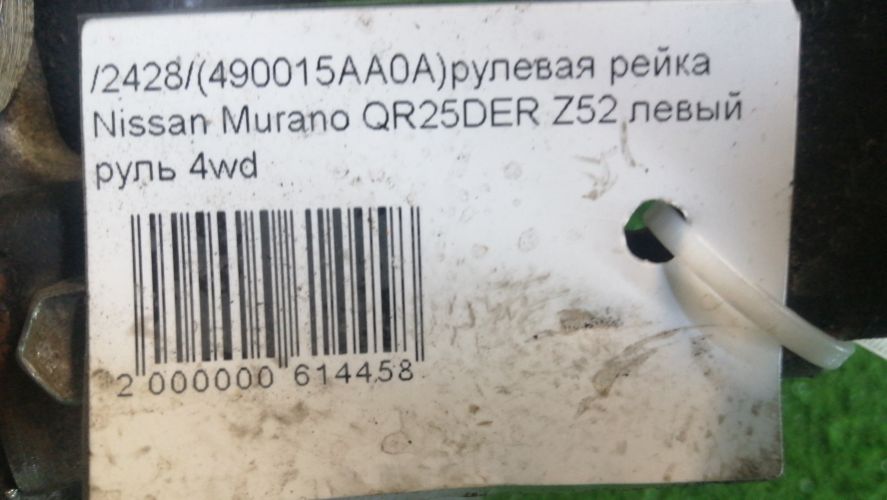 /2428/(490015AA0A)рулевая рейка
Nissan Murano QR25DER Z52 левый
руль 4wd
2 000000 614458